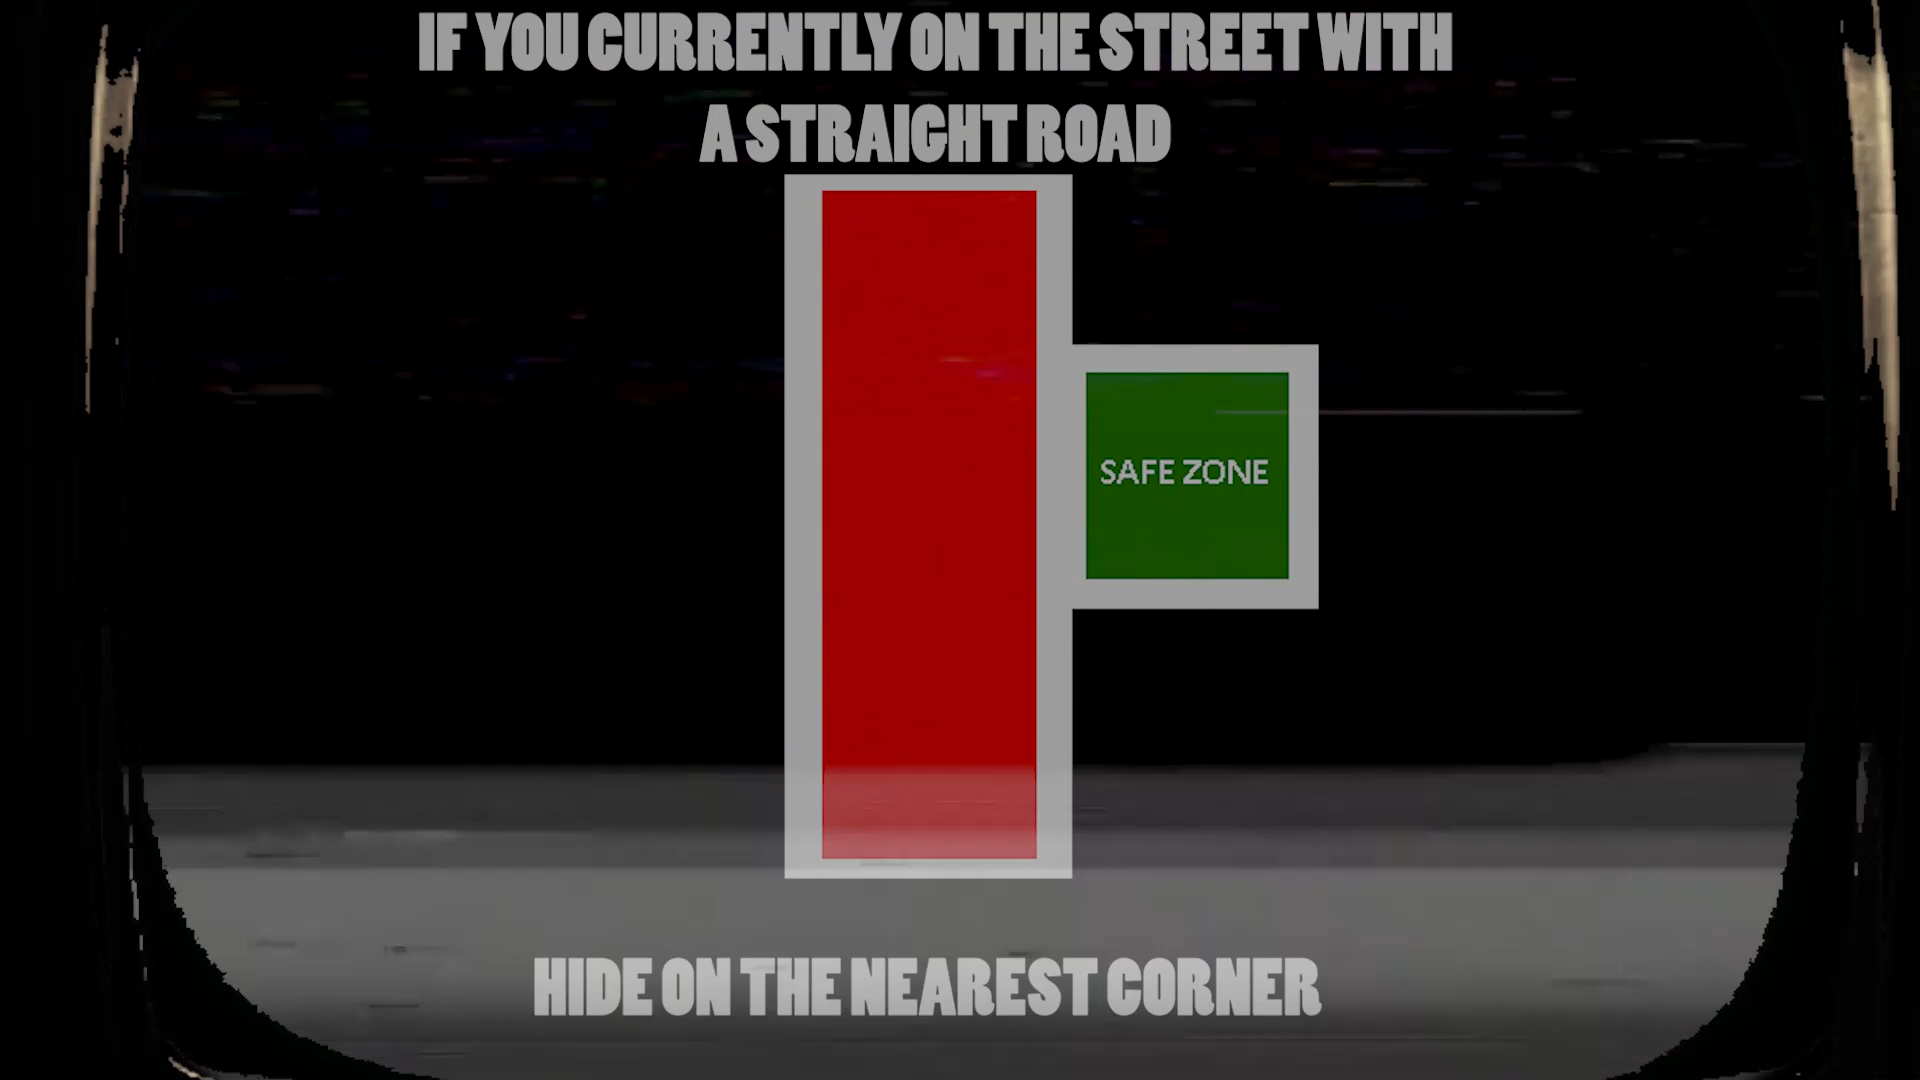 IF YOU CURRENTLY ON THE STREET WITH
A STRAIGHT ROAD
SAFE ZONE
HIDE ON THE NEAREST CORNER